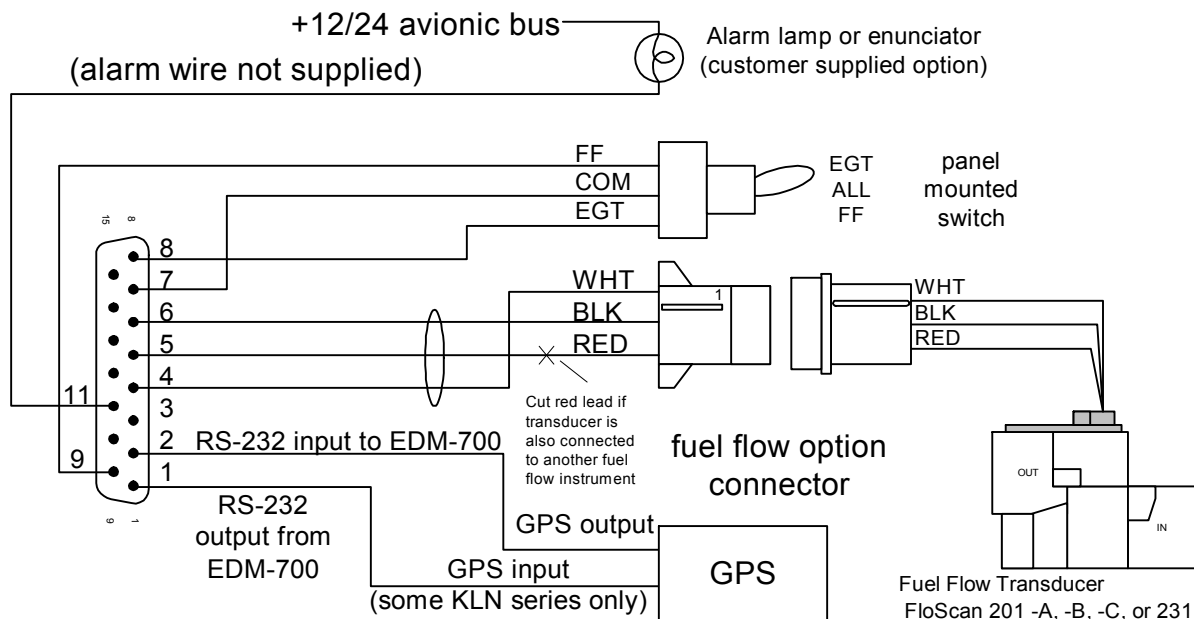 +12/24 avionic bus
(alarm wire not supplied)
Alarm lamp or enunciator
(customer supplied option)
FF
COM
EGT
EGT
ALL
FF
panel
mounted
switch
15
8
8
7
6
5
4
3
2
1
11
9
9
1
WHT
BLK
RED
1
WHT
BLK
RED
Cut red lead if
transducer is
also connected
to another fuel
flow instrument
fuel flow option
connector
RS-232 input to EDM-700
RS-232
output from
EDM-700
GPS output
GPS input
(some KLN series only)
GPS
OUT
IN
Fuel Flow Transducer
FloScan 201 -A, -B, -C, or 231